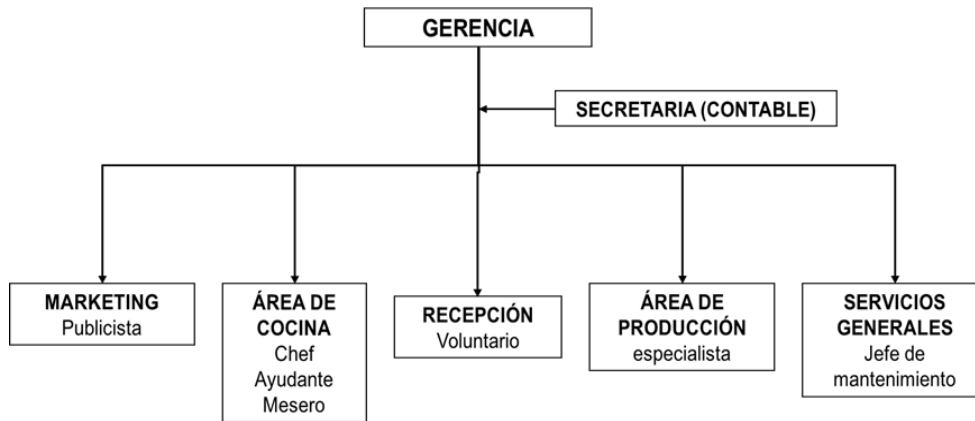 GERENCIA
SECRETARIA (CONTABLE)
MARKETING
Publicista
ÁREA DE
COCINA
Chef
Ayudante
Mesero
RECEPCIÓN
Voluntario
ÁREA DE
PRODUCCIÓN
especialista
SERVICIOS
GENERALES
Jefe de
mantenimiento